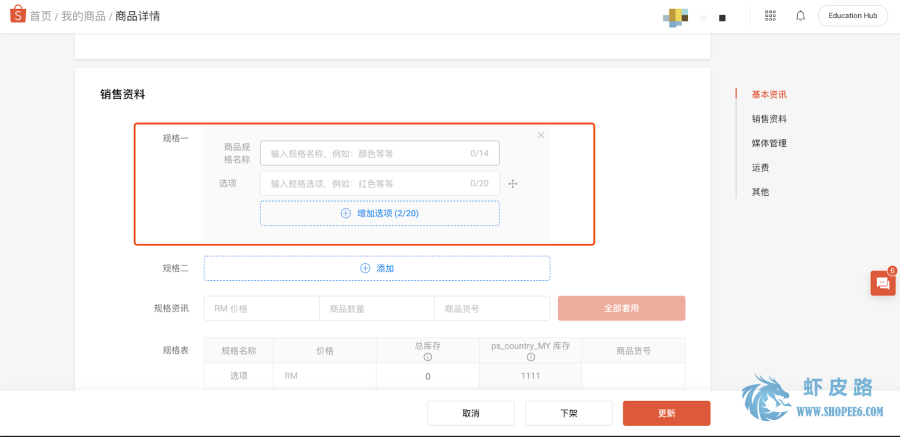 首页 / 我的商品 / 商品详情
Education Hub
销售资料
规格一
商品规格名称
输入规格名称，例如：颜色等等 0/14
选项
输入规格选项，例如：红色等等 0/20
增加选项 (2/20)
规格二
添加
规格资讯
RM 价格
商品数量
商品货号
全部套用
规格表
规格名称
价格
总库存
ps_country_MY 库存
商品货号
选项
RM
0
1111
取消
下架
更新
基本资讯
销售资料
媒体管理
运费
其他
6
虾皮路
WWW.SHOPEE6.COM